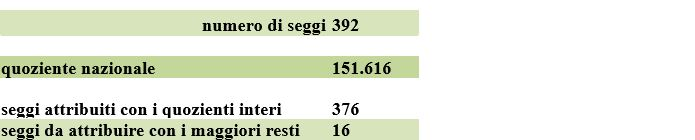 numero di seggi 392
quoziente nazionale 151.616
seggi attribuiti con i quozienti interi 376
seggi da attribuire con i maggiori resti 16